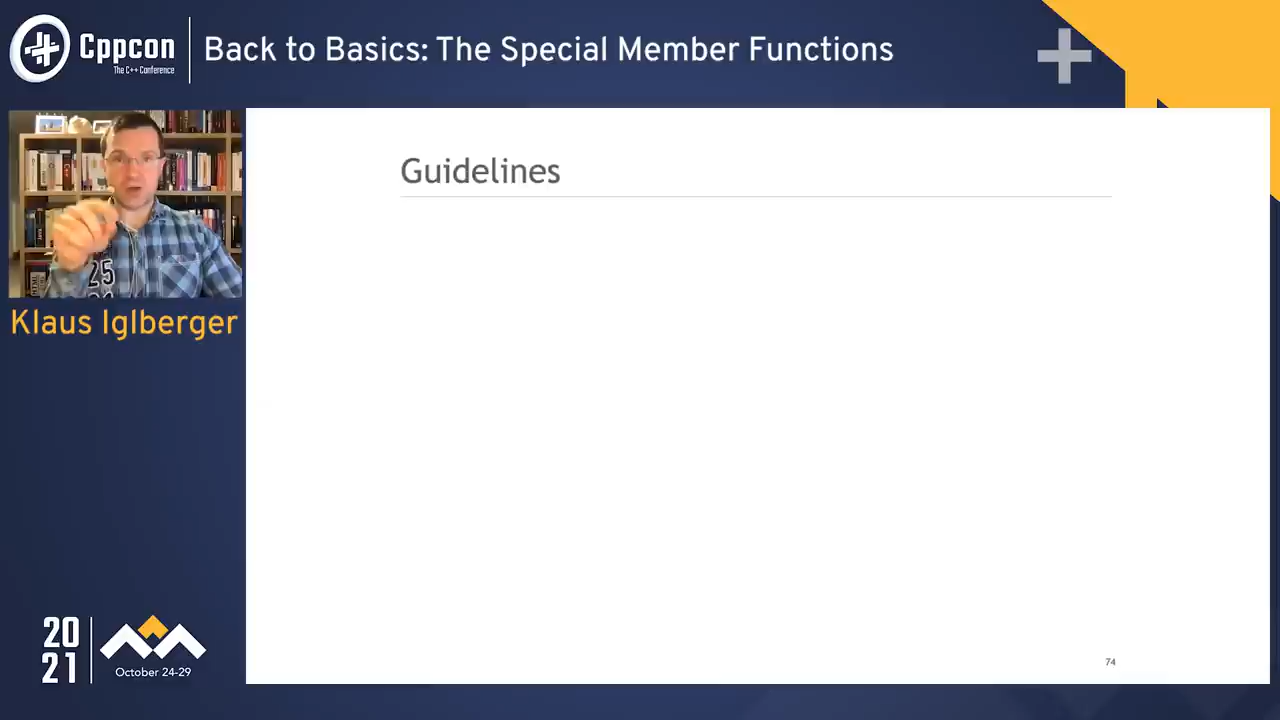 Cppcon
The C++ Conference
Back to Basics: The Special Member Functions
Guidelines
25
Klaus Iglberger
20
21
October 24-29
74